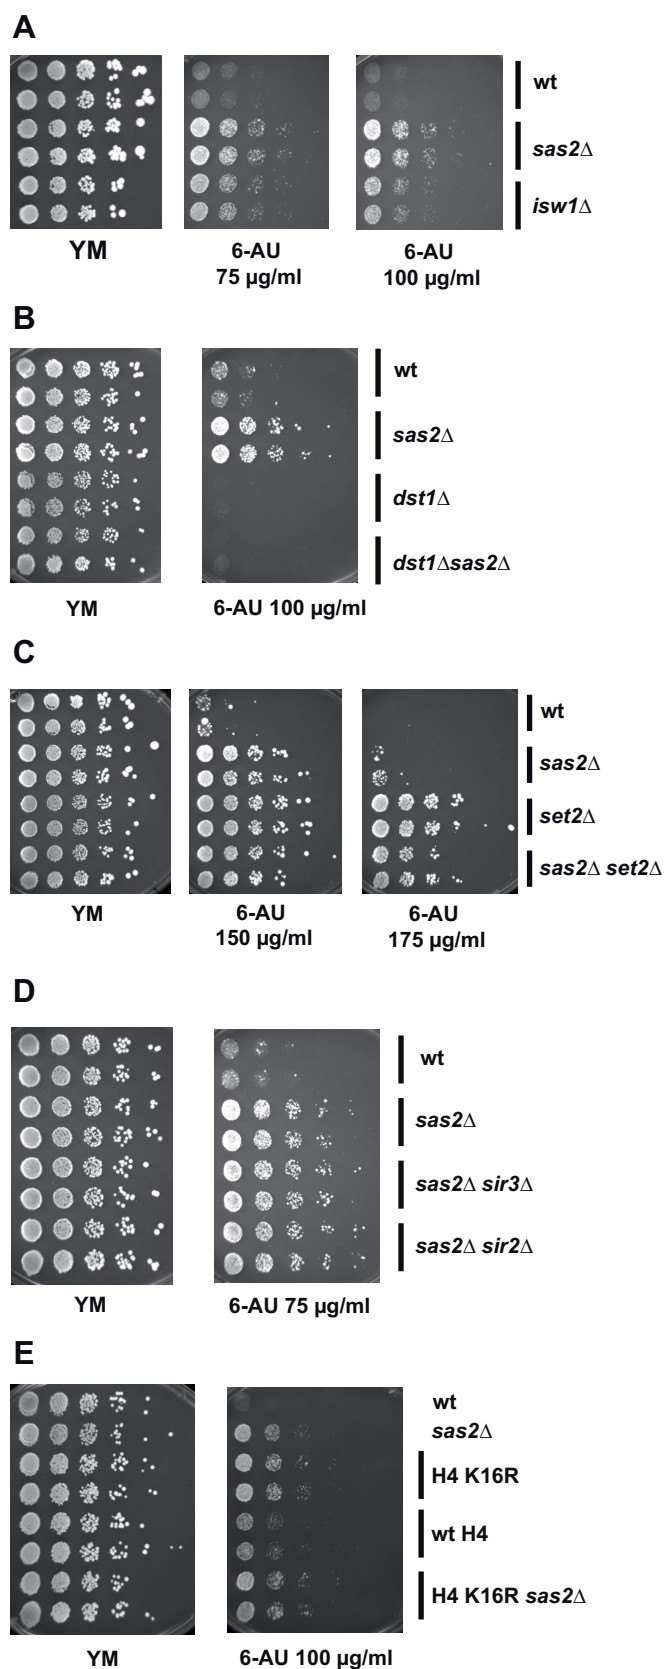 A
wt
sas2Δ
isw1Δ
YM
6-AU
75 µg/ml
6-AU
100 µg/ml
B
wt
sas2Δ
dst1Δ
dst1Δsas2Δ
YM
6-AU 100 µg/ml
C
wt
sas2Δ
set2Δ
sas2Δ set2Δ
YM
6-AU
150 µg/ml
6-AU
175 µg/ml
D
wt
sas2Δ
sas2Δ sir3Δ
sas2Δ sir2Δ
YM
6-AU 75 µg/ml
E
wt
sas2Δ
H4 K16R
wt H4
H4 K16R sas2Δ
YM
6-AU 100 µg/ml